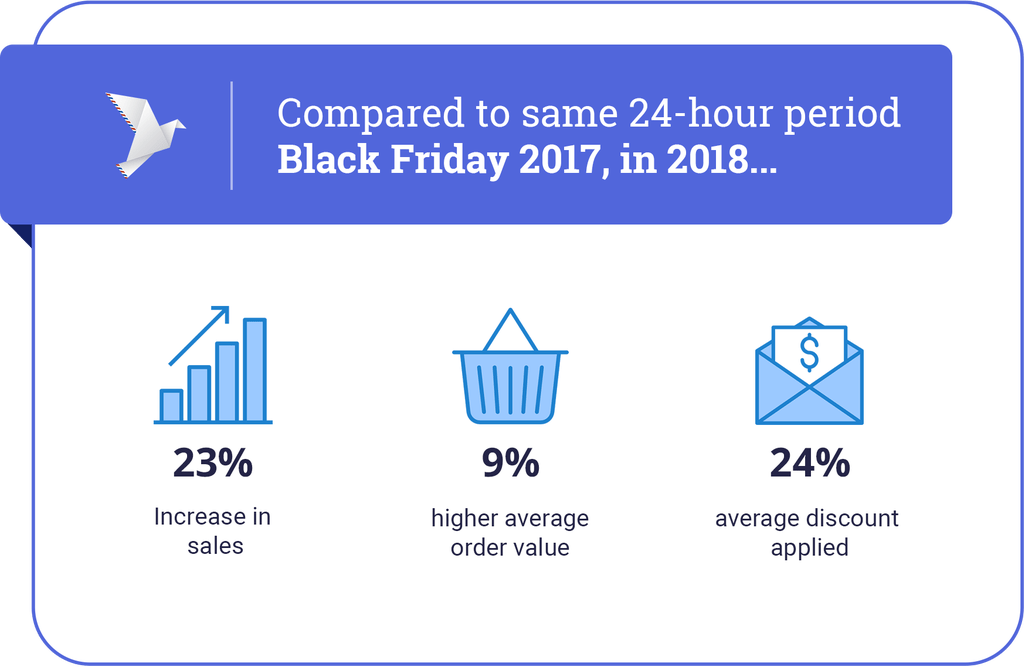 Compared to same 24-hour period
Black Friday 2017, in 2018...
$
23%
Increase in
sales
9%
higher average
order value
24%
average discount
applied